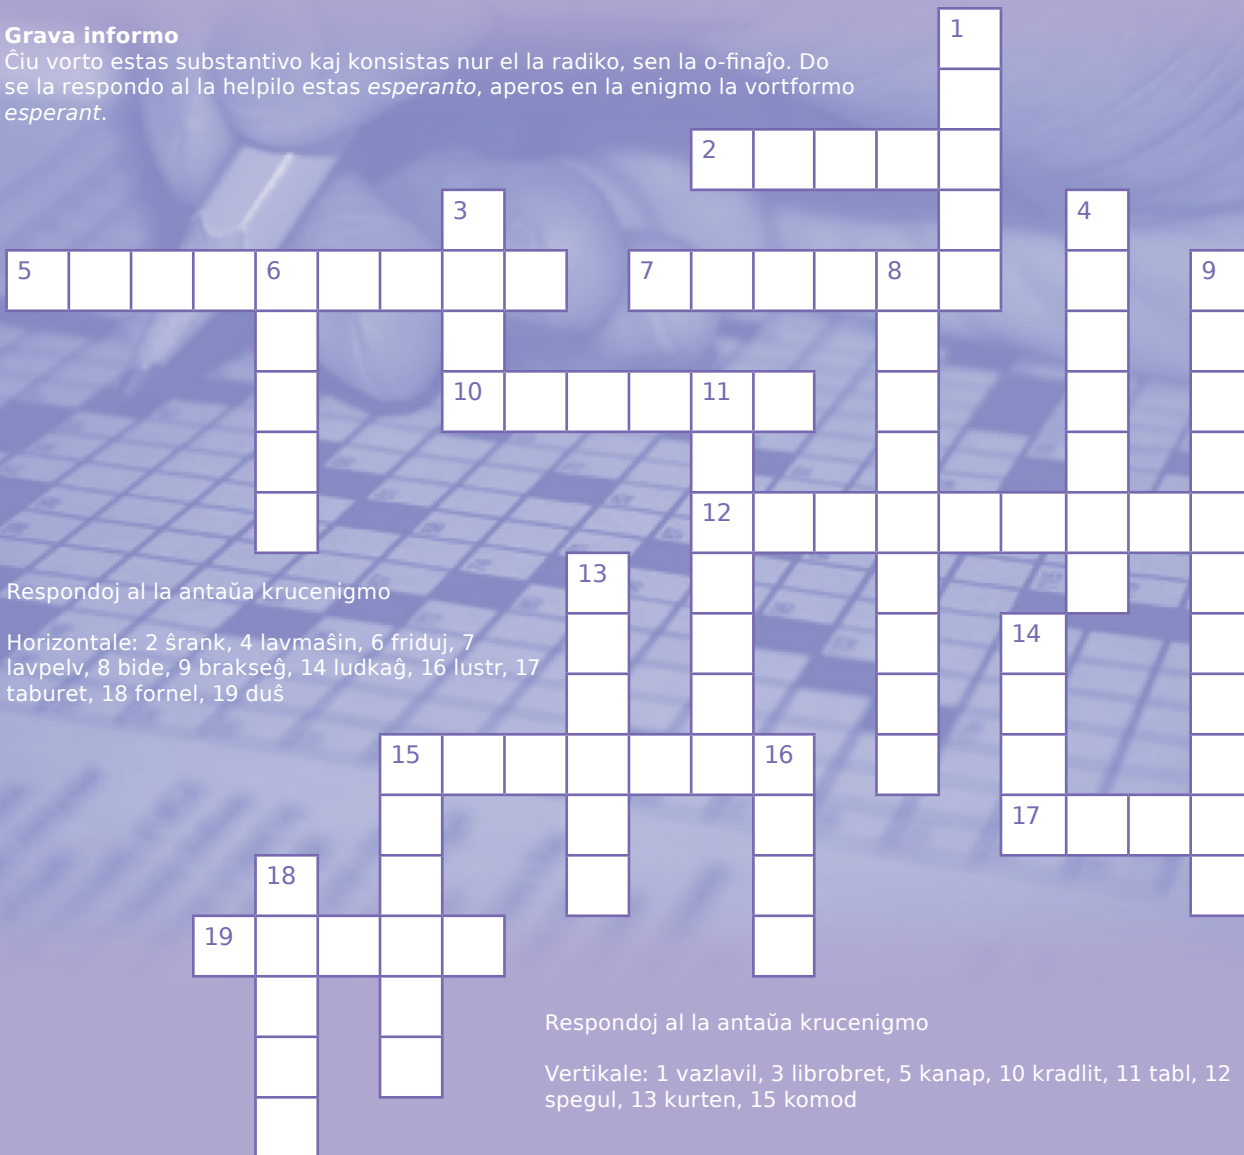 Grava informo
Ĉiu vorto estas substantivo kaj konsistas nur el la radiko, sen la o-finaĵo. Do
se la respondo al la helpilo estas esperanto, aperos en la enigmo la vortformo
esperant.
1
2
3
4
5
6
7
8
9
10
11
12
13
14
15
16
17
18
19
Respondoj al la antaŭa krucenigmo
Horizontale: 2 ŝrank, 4 lavmaŝin, 6 friduj, 7
lavpelv, 8 bide, 9 brakseĝ, 14 ludkaĝ, 16 lustr, 17
taburet, 18 fornel, 19 duŝ
Respondoj al la antaŭa krucenigmo
Vertikale: 1 vazlavil, 3 librobret, 5 kanap, 10 kradlit, 11 tabl, 12
spegul, 13 kurten, 15 komod